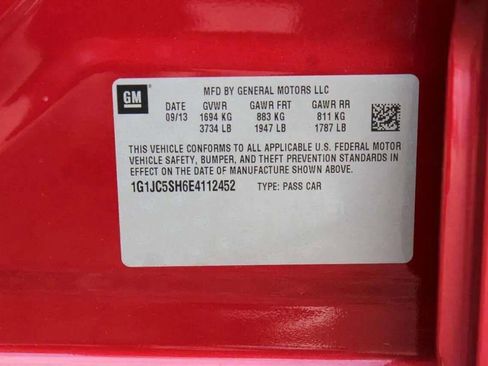 GM
MFD BY GENERAL MOTORS LLC
DATE GVWR GAWR FRT GAWR RR
09/13 1694 KG 883 KG 811 KG
3734 LB 1947 LB 1787 LB
THIS VEHICLE CONFORMS TO ALL APPLICABLE U.S. FEDERAL MOTOR
VEHICLE SAFETY, BUMPER, AND THEFT PREVENTION STANDARDS IN
EFFECT ON THE DATE OF MANUFACTURE SHOWN ABOVE.
1G1JC5SH6E4112452 TYPE: PASS CAR